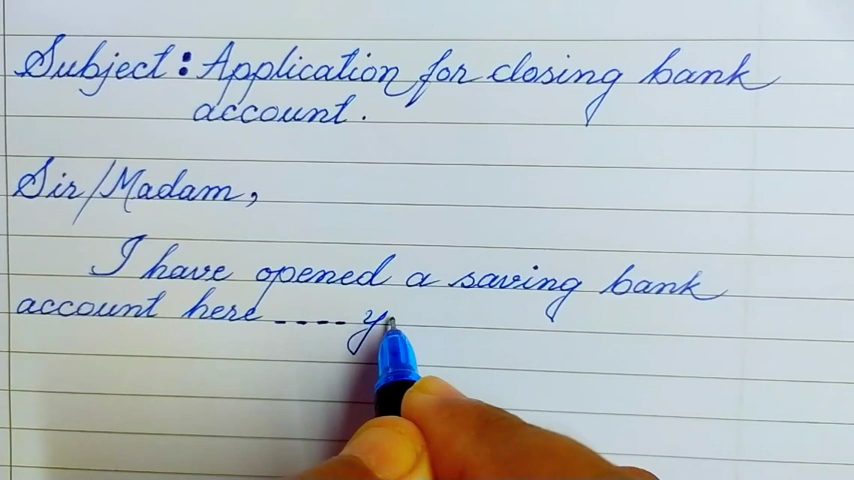 Subject: Application for closing bank
account.
Sir/Madam,
I have opened a saving bank
account here ---- y